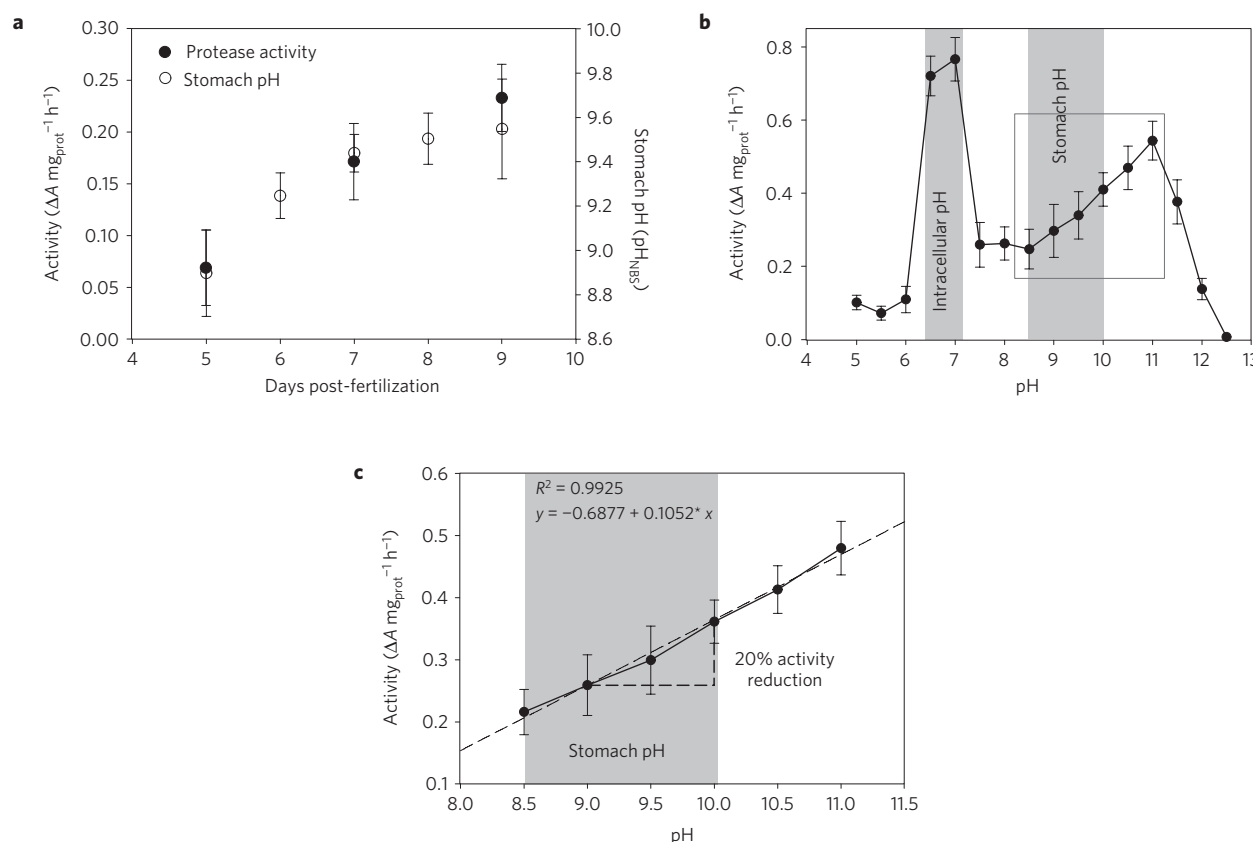 a
0.30
0.25
0.20
0.15
0.10
0.05
0.00
Activity (ΔA mg_prot⁻¹ h⁻¹)
Protease activity
Stomach pH
10.0
9.8
9.6
9.4
9.2
9.0
8.8
8.6
Stomach pH (pH_NBS)
4 5 6 7 8 9 10
Days post-fertilization
b
0.8
0.6
0.4
0.2
0.0
Activity (ΔA mg_prot⁻¹ h⁻¹)
Intracellular pH
Stomach pH
4 5 6 7 8 9 10 11 12 13
pH
c
0.6
0.5
0.4
0.3
0.2
0.1
Activity (ΔA mg_prot⁻¹ h⁻¹)
R² = 0.9925
y = −0.6877 + 0.1052* x
20% activity
reduction
Stomach pH
8.0 8.5 9.0 9.5 10.0 10.5 11.0 11.5
pH